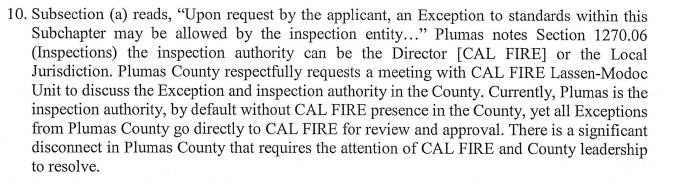 10. Subsection (a) reads, “Upon request by the applicant, an Exception to standards within this
Subchapter may be allowed by the inspection entity…” Plumas notes Section 1270.06
(Inspections) the inspection authority can be the Director [CAL FIRE] or the Local
Jurisdiction. Plumas County respectfully requests a meeting with CAL FIRE Lassen-Modoc
Unit to discuss the Exception and inspection authority in the County. Currently, Plumas is the
inspection authority, by default without CAL FIRE presence in the County, yet all Exceptions
from Plumas County go directly to CAL FIRE for review and approval. There is a significant
disconnect in Plumas County that requires the attention of CAL FIRE and County leadership
to resolve.